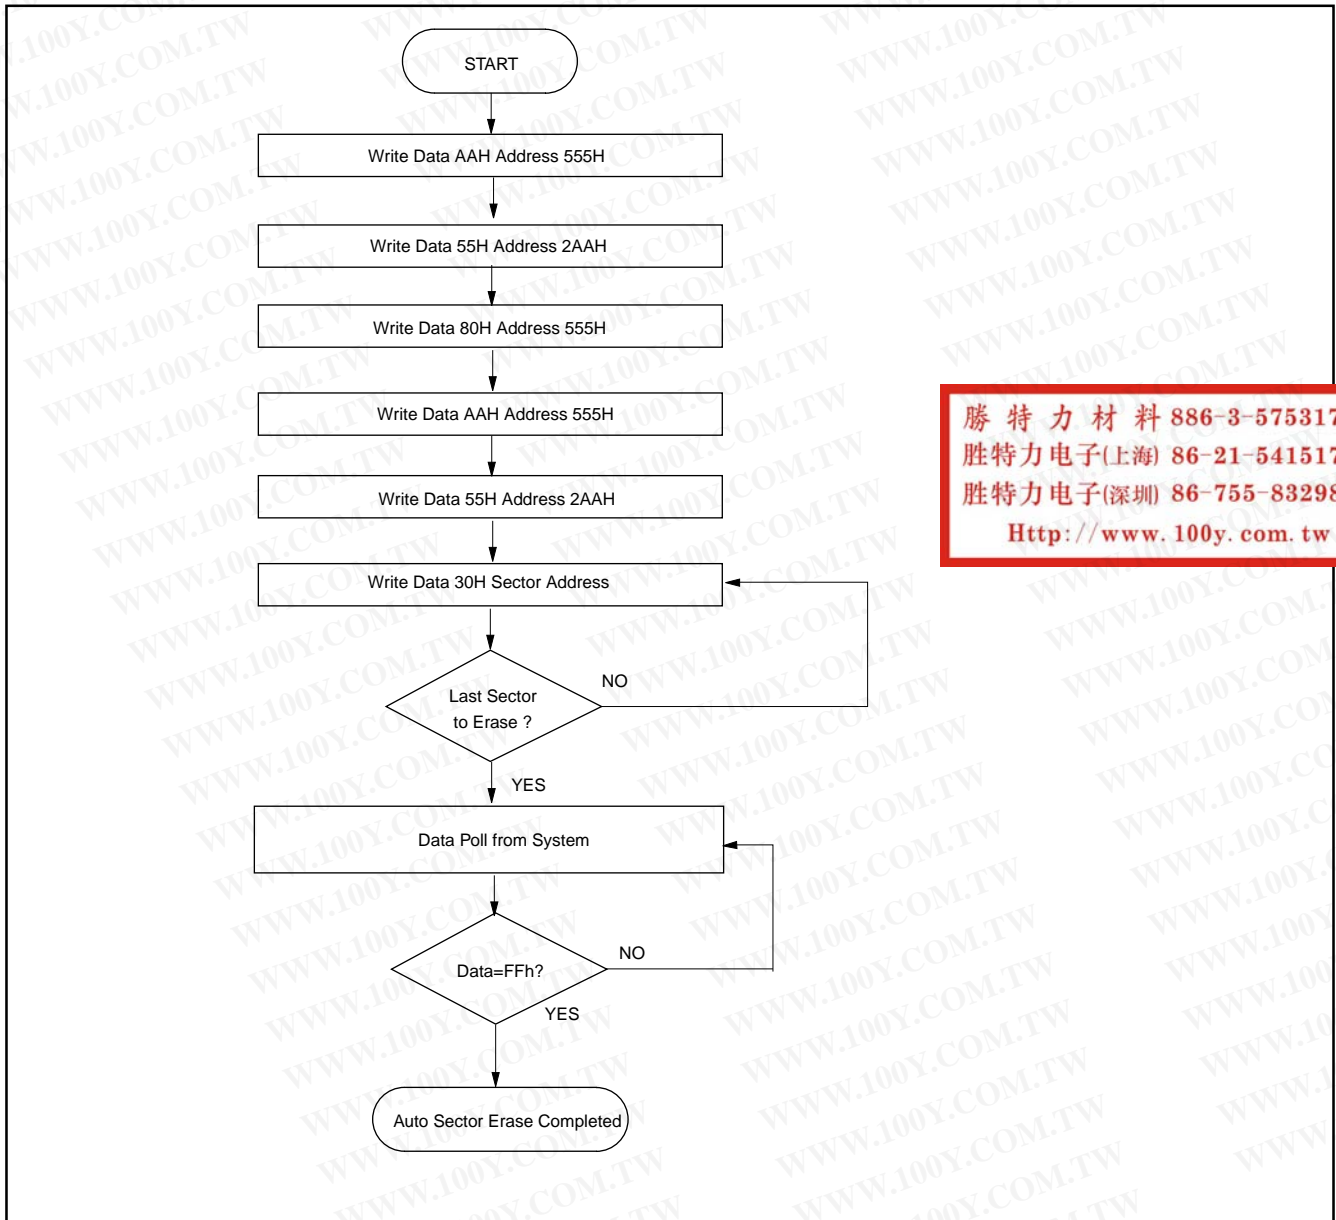 START
Write Data AAH Address 555H
Write Data 55H Address 2AAH
Write Data 80H Address 555H
Write Data AAH Address 555H
Write Data 55H Address 2AAH
Write Data 30H Sector Address
Last Sector
to Erase ?
NO
YES
Data Poll from System
Data=FFh?
NO
YES
Auto Sector Erase Completed
勝 特 力 材 料 886-3-575317
胜特力电子(上海) 86-21-541517
胜特力电子(深圳) 86-755-83298
Http://www.100y.com.tw
WWW.100Y.COM.TW